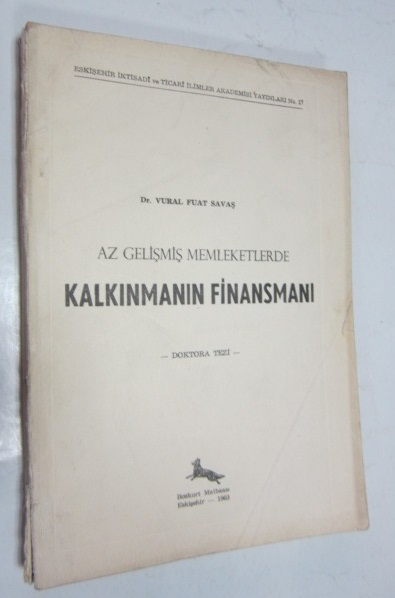 ESKİŞEHİR İKTİSADİ ve TİCARİ İLİMLER AKADEMİSİ YAYINLARI No. 17
Dr. VURAL FUAT SAVAŞ
AZ GELİŞMİŞ MEMLEKETLERDE
KALKINMANIN FİNANSMANI
— DOKTORA TEZİ —
Bozkurt Matbaası
Eskişehir — 1963